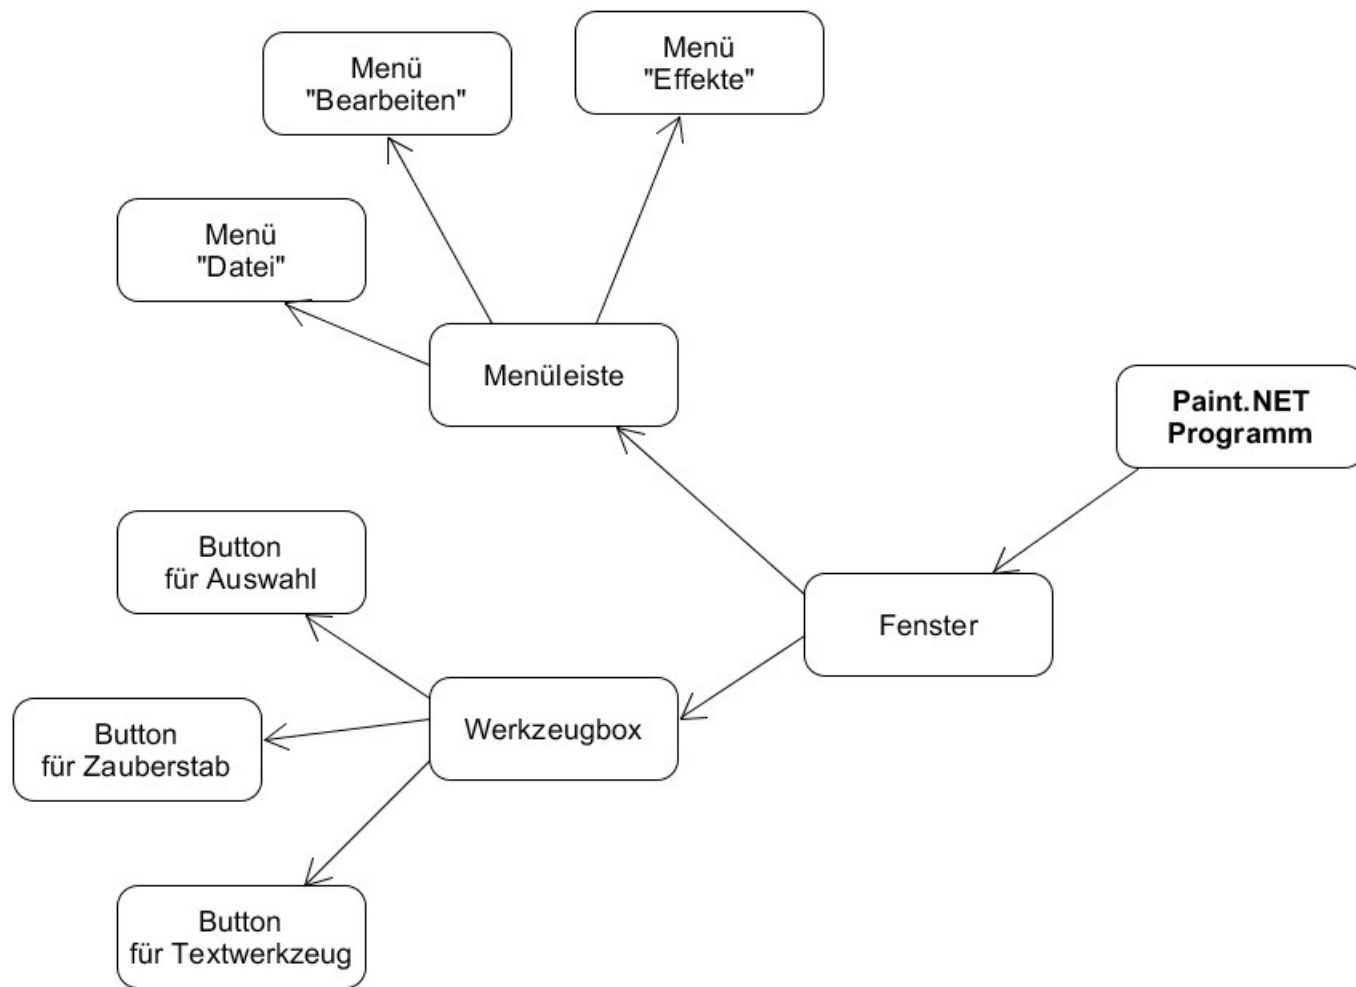 Menü
"Effekte"
Menü
"Bearbeiten"
Menü
"Datei"
Menüleiste
Paint.NET
Programm
Button
für Auswahl
Fenster
Werkzeugbox
Button
für Zauberstab
Button
für Textwerkzeug